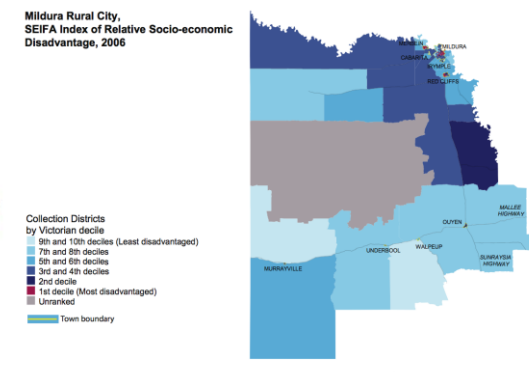 Mildura Rural City,
SEIFA Index of Relative Socio-economic
Disadvantage, 2006
MILDURA
RED CLIFFS
MALLEE
HIGHWAY
OUYEN
WALPEUP
UNDERBOOL
SUNRAYSIA
HIGHWAY
MURRAYVILLE
Collection Districts
by Victorian decile
9th and 10th deciles (Least disadvantaged)
7th and 8th deciles
5th and 6th deciles
3rd and 4th deciles
2nd decile
1st decile (Most disadvantaged)
Unranked
Town boundary